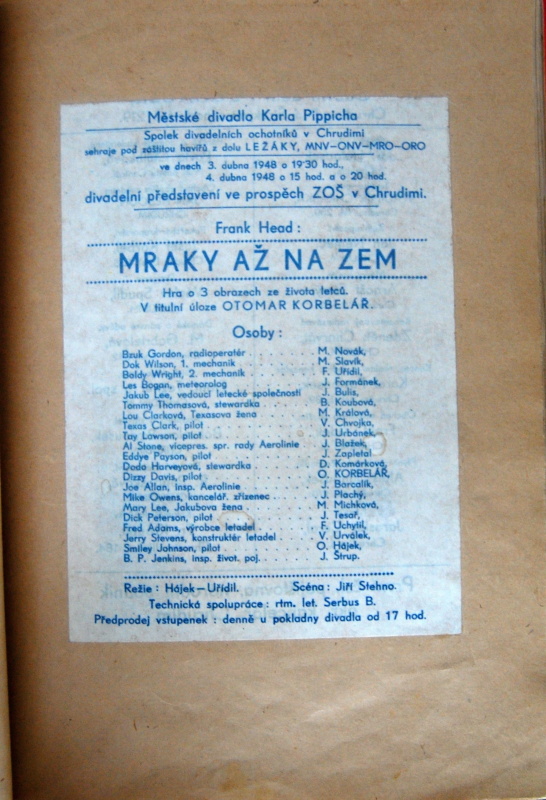 Městské divadlo Karla Pippicha
Spolek divadelních ochotníků v Chrudimi
sehraje pod záštitou havířů z dolu LEŽÁKY, MNV-ONV-MRO-ORO
ve dnech 3. dubna 1948 o 19·30 hod.,
4. dubna 1948 o 15 hod. a o 20 hod.
divadelní představení ve prospěch ZOŠ v Chrudimi.
Frank Head :
MRAKY AŽ NA ZEM
Hra o 3 obrazech ze života letců.
V titulní úloze OTOMAR KORBELÁŘ.
Osoby :
Bzuk Gordon, radioperatér . . . . . . . M. Novák,
Dok Wilson, 1. mechanik . . . . . . . M. Slavík,
Baldy Wright, 2. mechanik . . . . . . . F. Uřídil,
Les Bogan, meteorolog . . . . . . . J. Formánek,
Jakub Lee, vedoucí letecké společnosti J. Bulis,
Tommy Thomasová, stewardka . . . . B. Koubová,
Lou Clarková, Texasova žena . . . . M. Králová,
Texas Clark, pilot . . . . . . . V. Chvojka,
Tay Lawson, pilot . . . . . . . J. Urbánek,
Al Stone, vicepres. spr. rady Aerolinie . J. Blažek,
Eddye Payson, pilot . . . . . . . J. Zapletal
Dodo Harveyová, stewardka . . . . D. Komárková,
Dizzy Davis, pilot . . . . . . . O. KORBELÁŘ,
Joe Allan, insp. Aerolinie . . . . . J. Barcalík,
Mike Owens, kancelář. zřízenec . . . . J. Plachý,
Mary Lee, Jakubova žena . . . . . M. Michková,
Dick Peterson, pilot . . . . . . . J. Tesař,
Fred Adams, výrobce letadel . . . . F. Uchytil,
Jerry Stevens, konstruktér letadel . . . V. Urválek,
Smiley Johnson, pilot . . . . . . . O. Hájek,
B. P. Jenkins, insp. život. poj. . . . . J. Štrup.
Režie : Hájek–Uřídil. Scéna : Jiří Stehno.
Technická spolupráce : rtm. let. Serbus B.
Předprodej vstupenek : denně u pokladny divadla od 17 hod.